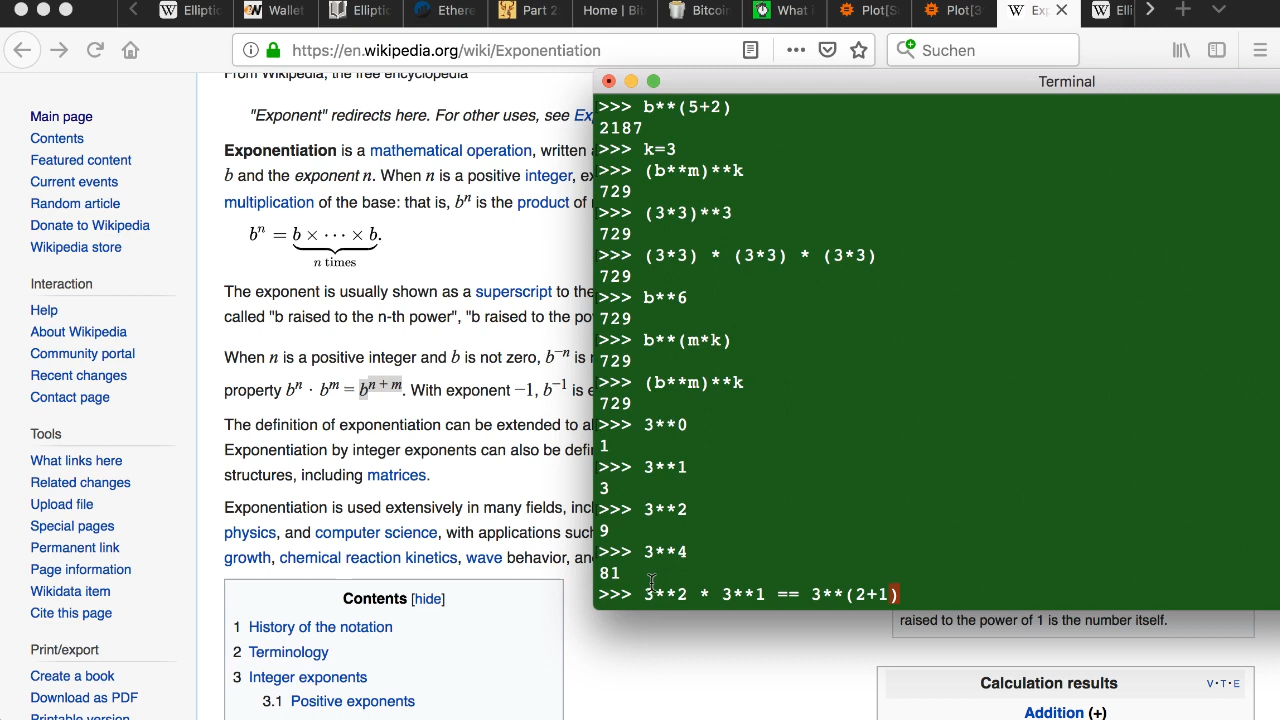 Elliptic
Wallet
Elliptic
Ethere
Part 2
Home | Bit
Bitcoin
What i
Plot[S
Plot[3
Exp
Elli
https://en.wikipedia.org/wiki/Exponentiation
Suchen
From Wikipedia, the free encyclopedia
Terminal
Main page
Contents
Featured content
Current events
Random article
Donate to Wikipedia
Wikipedia store
Interaction
Help
About Wikipedia
Community portal
Recent changes
Contact page
Tools
What links here
Related changes
Upload file
Special pages
Permanent link
Page information
Wikidata item
Cite this page
Print/export
Create a book
Download as PDF
Printable version
"Exponent" redirects here. For other uses, see Ex
Exponentiation is a mathematical operation, written
b and the exponent n. When n is a positive integer, ex
multiplication of the base: that is, bⁿ is the product of
bⁿ = b × ⋯ × b.
n times
The exponent is usually shown as a superscript to the
called "b raised to the n-th power", "b raised to the po
When n is a positive integer and b is not zero, b⁻ⁿ is
property bⁿ · bᵐ = bⁿ⁺ᵐ. With exponent −1, b⁻¹ is e
The definition of exponentiation can be extended to al
Exponentiation by integer exponents can also be defi
structures, including matrices.
Exponentiation is used extensively in many fields, incl
physics, and computer science, with applications such
growth, chemical reaction kinetics, wave behavior, an
Contents [hide]
1 History of the notation
2 Terminology
3 Integer exponents
3.1 Positive exponents
>>> b**(5+2)
2187
>>> k=3
>>> (b**m)**k
729
>>> (3*3)**3
729
>>> (3*3) * (3*3) * (3*3)
729
>>> b**6
729
>>> b**(m*k)
729
>>> (b**m)**k
729
>>> 3**0
1
>>> 3**1
3
>>> 3**2
9
>>> 3**4
81
>>> 3**2 * 3**1 == 3**(2+1)
raised to the power of 1 is the number itself.
Calculation results
V·T·E
Addition (+)